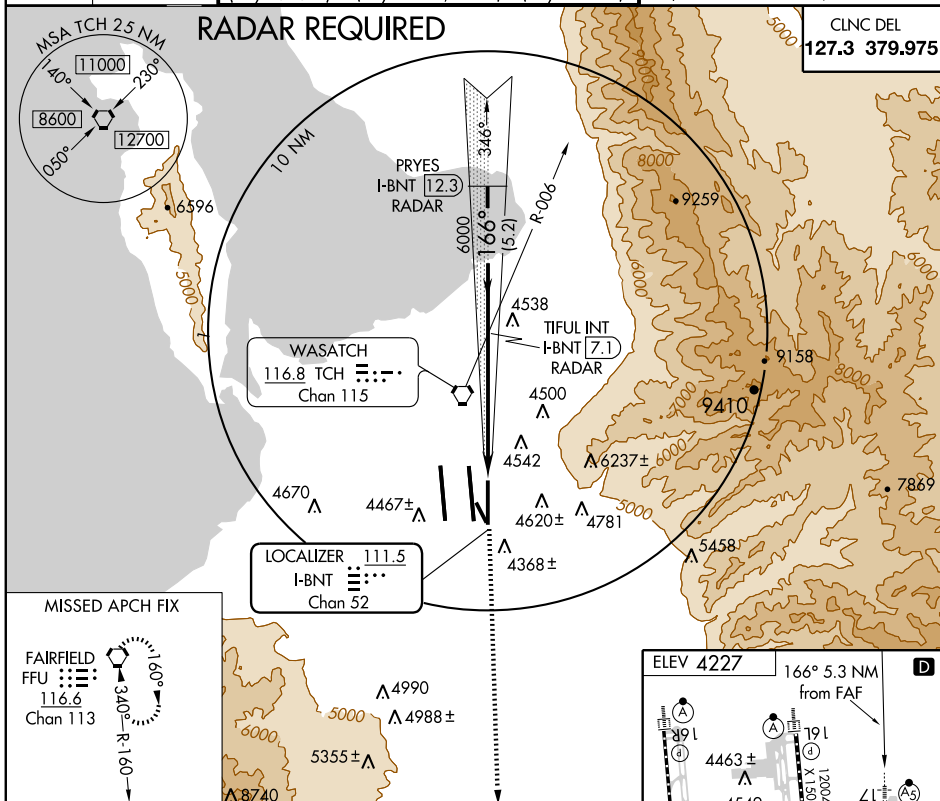 RADAR REQUIRED
CLNC DEL
127.3 379.975
MSA TCH 25 NM
11000
140°
230°
8600
12700
050°
10 NM
346°
PRYES
I-BNT 12.3
RADAR
R-006
6000
166°
(5.2)
6596
5000
5000
8000
9259
6000
6000
4538
TIFUL INT
I-BNT 7.1
RADAR
WASATCH
116.8 TCH
Chan 115
9158
8000
7000
9410
4500
4542
6000
6237±
5000
7869
4670
4467±
4620±
4781
5458
4368±
LOCALIZER 111.5
I-BNT
Chan 52
MISSED APCH FIX
FAIRFIELD
FFU
116.6
Chan 113
160°
340°
R-160
4990
4988±
5000
6000
5355±
8740
ELEV 4227
D
166° 5.3 NM
from FAF
A
A
16R
16L
P
P
4463±
17
A5